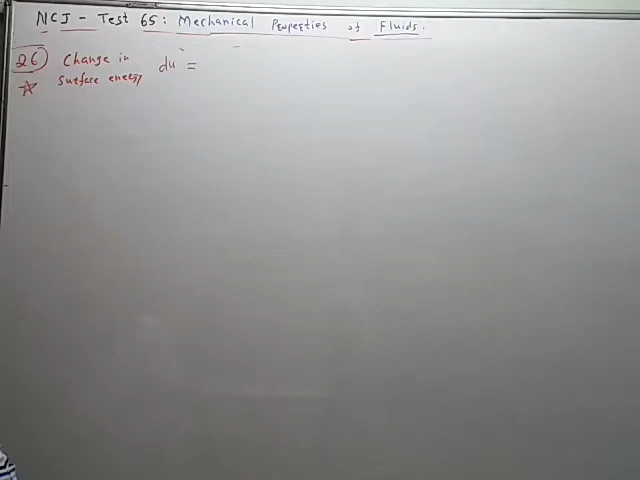 NCJ - Test 65: Mechanical Properties of Fluids.
26 Change in
surface energy du =